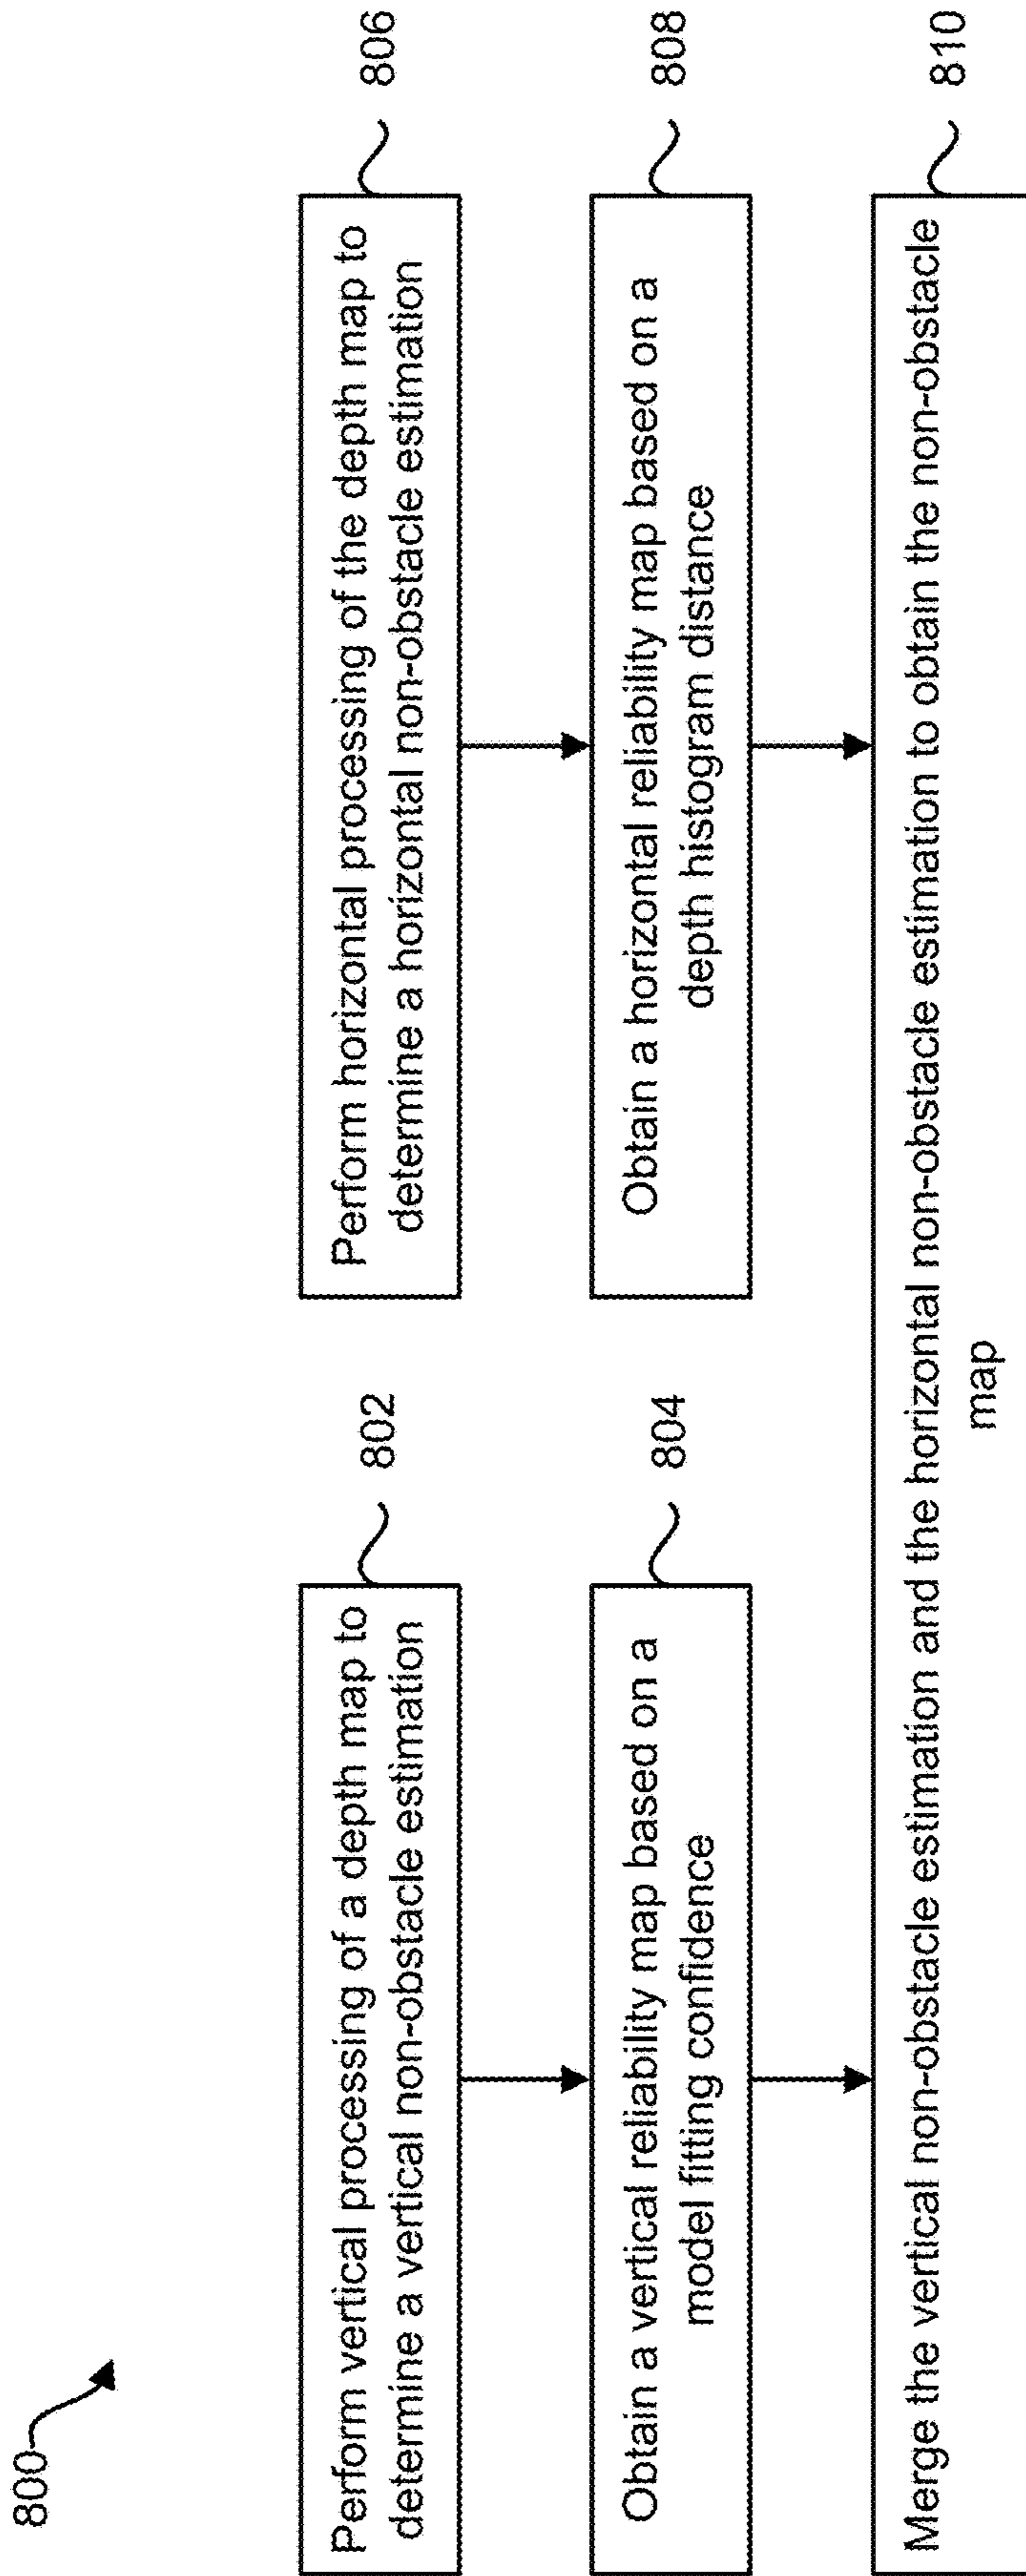 800
Perform vertical processing of a depth map to
determine a vertical non-obstacle estimation
802
Perform horizontal processing of the depth map to
determine a horizontal non-obstacle estimation
806
Obtain a vertical reliability map based on a
model fitting confidence
804
Obtain a horizontal reliability map based on a
depth histogram distance
808
Merge the vertical non-obstacle estimation and the horizontal non-obstacle estimation to obtain the non-obstacle
map
810